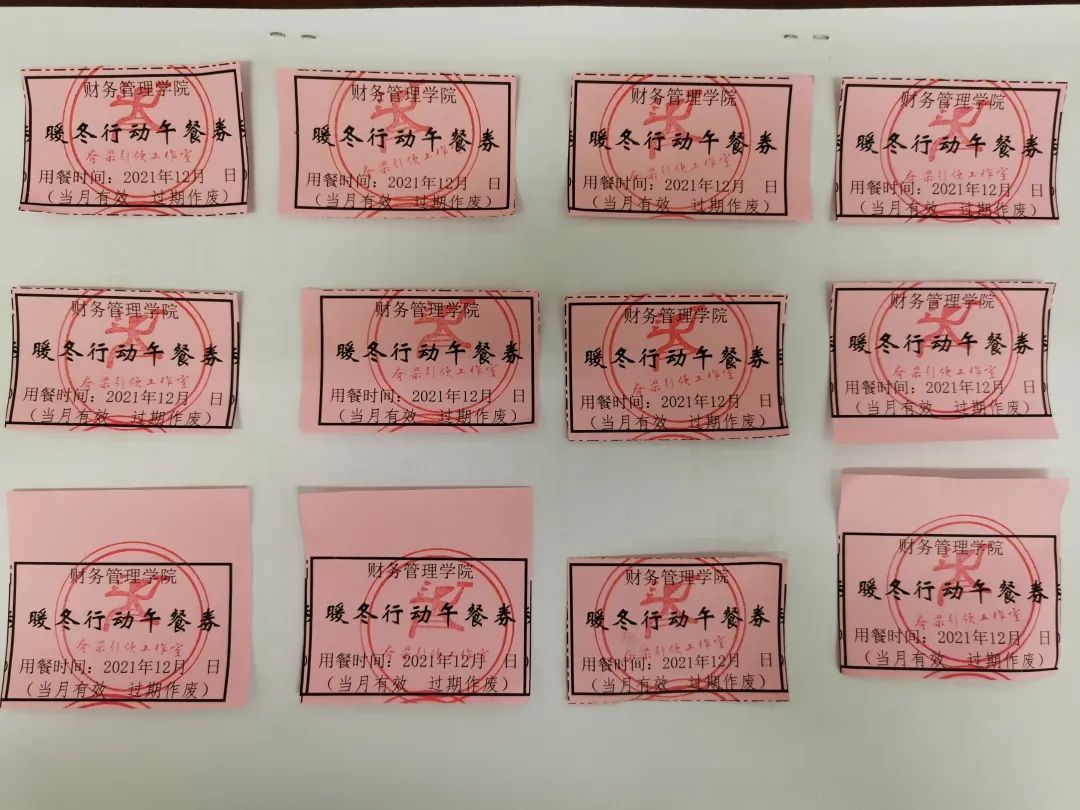 财务管理学院
暖冬行动午餐券
用餐时间：2021年12月 日
（当月有效 过期作废）
财务管理学院
暖冬行动午餐券
用餐时间：2021年12月 日
（当月有效 过期作废）
财务管理学院
暖冬行动午餐券
用餐时间：2021年12月 日
（当月有效 过期作废）
财务管理学院
暖冬行动午餐券
用餐时间：2021年12月 日
（当月有效 过期作废）
财务管理学院
暖冬行动午餐券
用餐时间：2021年12月 日
（当月有效 过期作废）
财务管理学院
暖冬行动午餐券
用餐时间：2021年12月 日
（当月有效 过期作废）
财务管理学院
暖冬行动午餐券
用餐时间：2021年12月 日
（当月有效 过期作废）
财务管理学院
暖冬行动午餐券
用餐时间：2021年12月 日
（当月有效 过期作废）
财务管理学院
暖冬行动午餐券
用餐时间：2021年12月 日
（当月有效 过期作废）
财务管理学院
暖冬行动午餐券
用餐时间：2021年12月 日
（当月有效 过期作废）
财务管理学院
暖冬行动午餐券
用餐时间：2021年12月 日
（当月有效 过期作废）
财务管理学院
暖冬行动午餐券
用餐时间：2021年12月 日
（当月有效 过期作废）